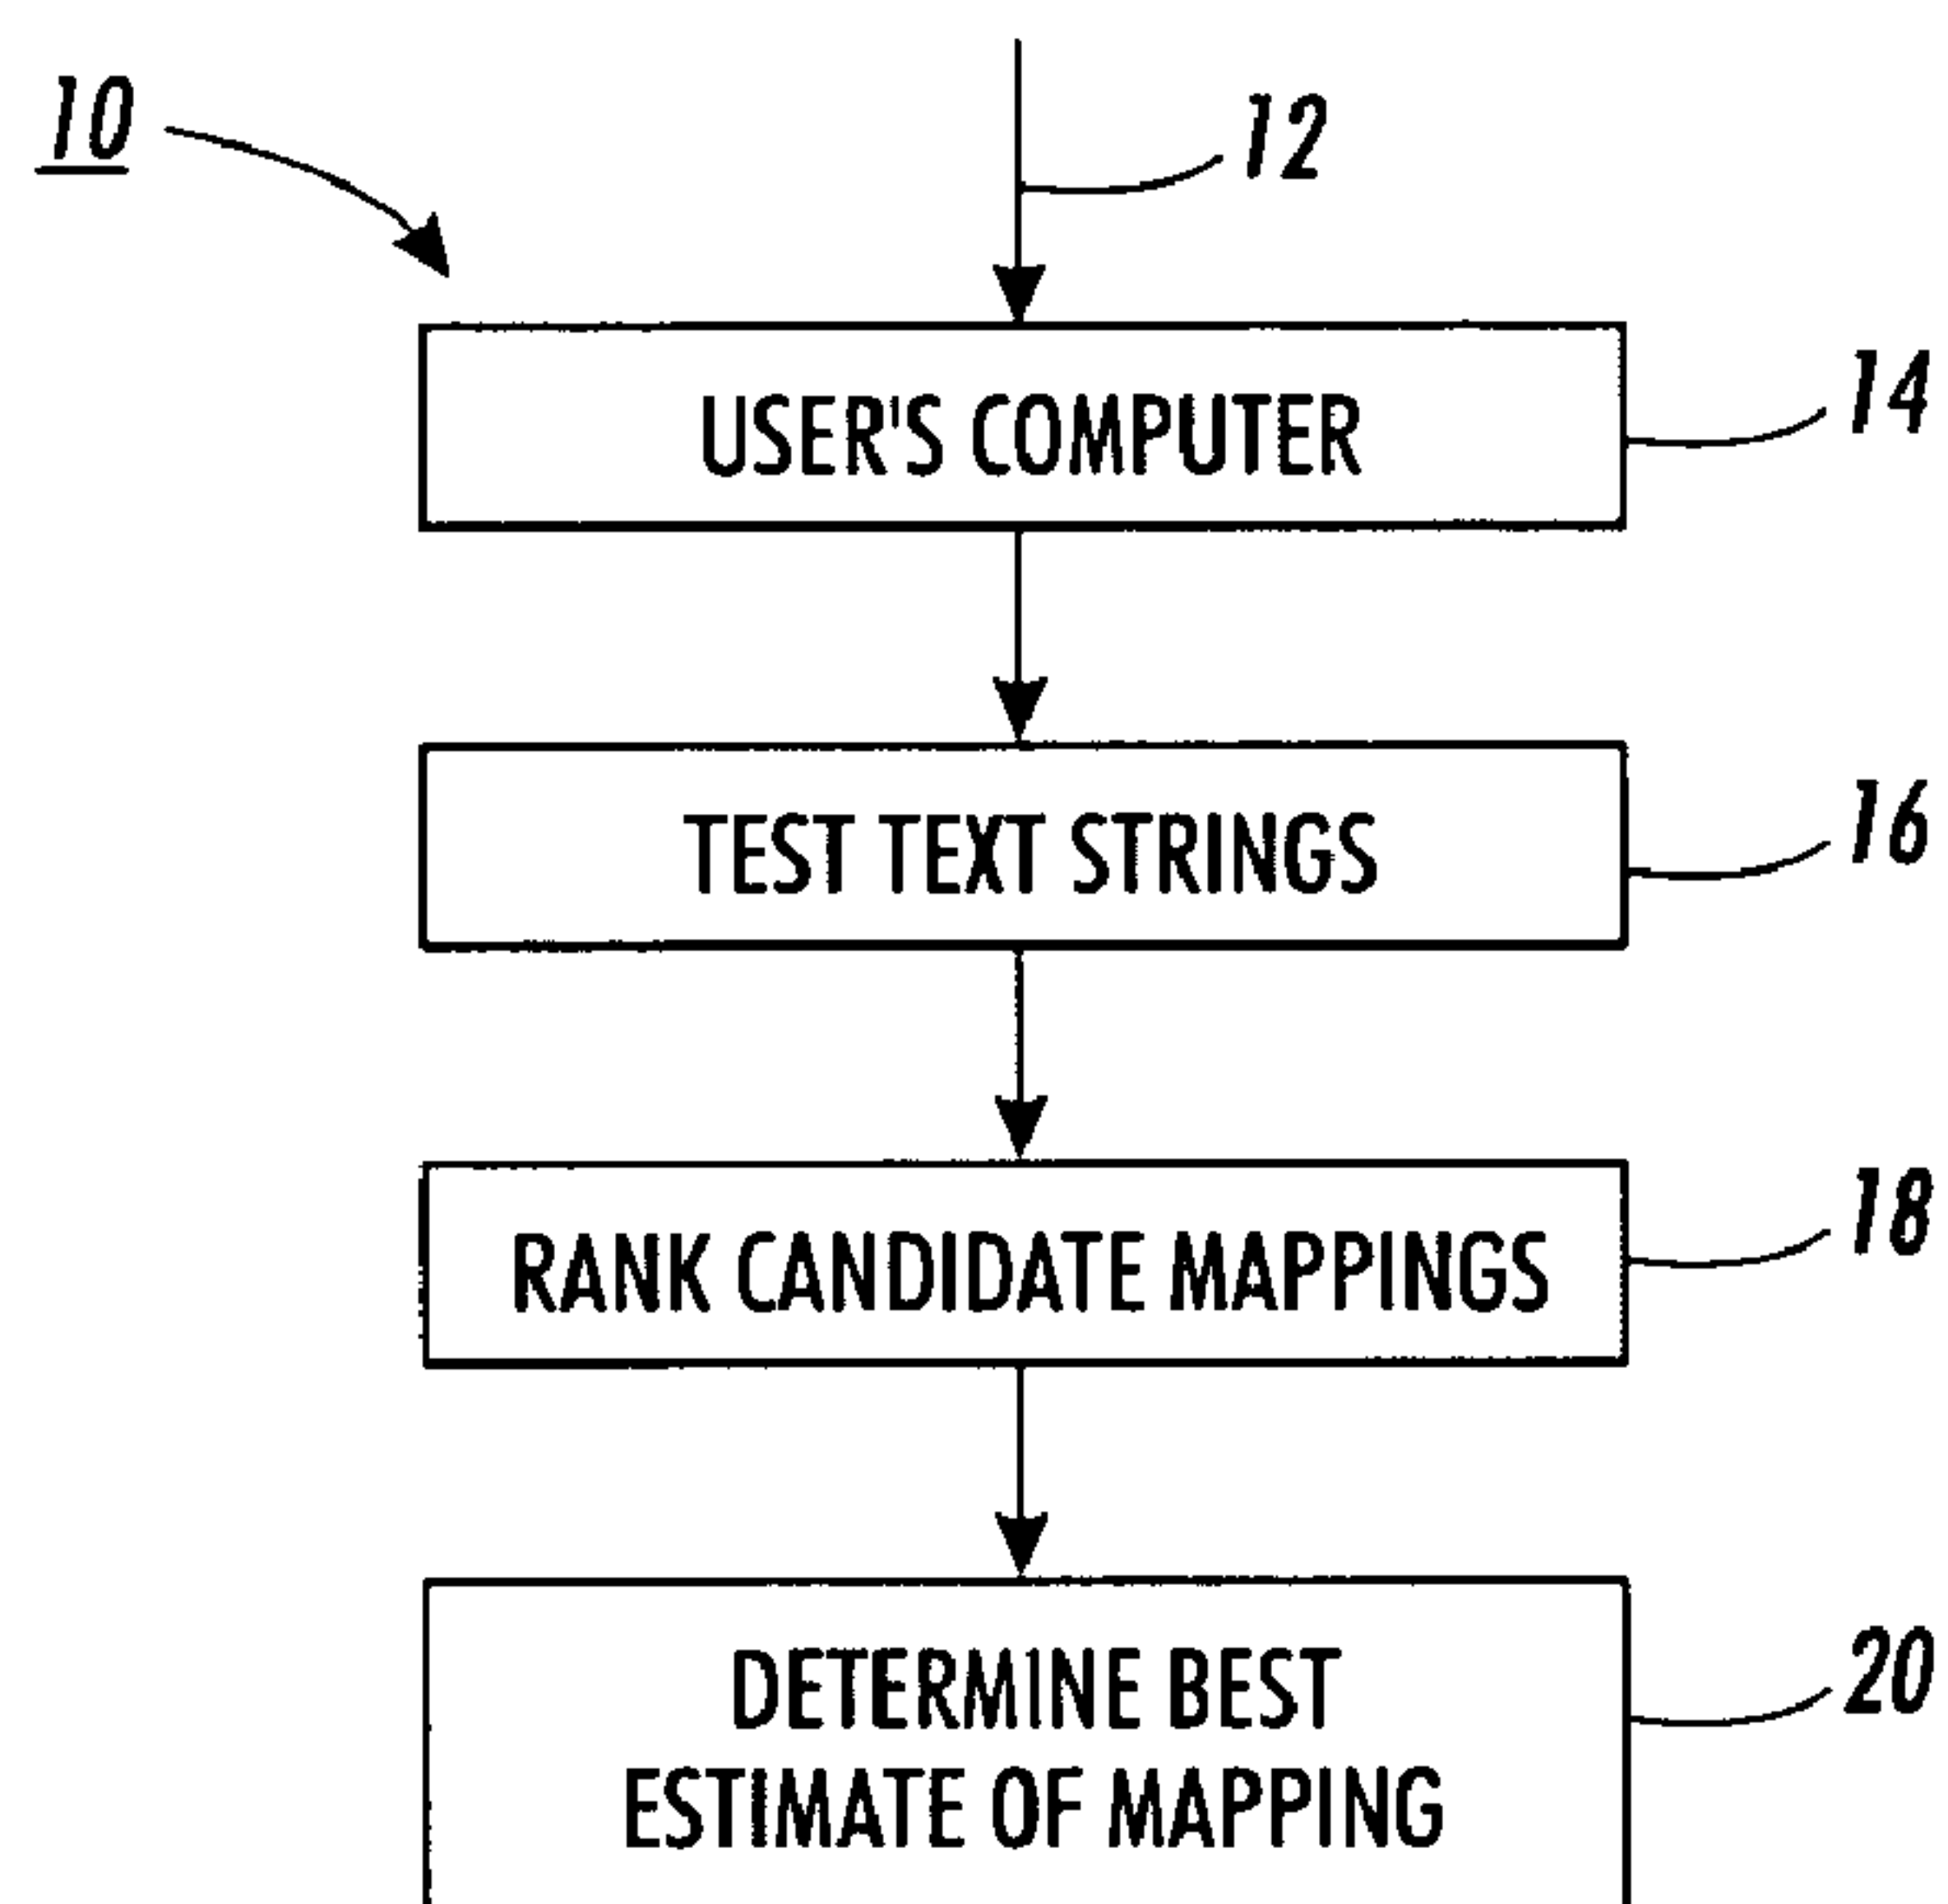 10
12
USER'S COMPUTER
14
TEST TEXT STRINGS
16
RANK CANDIDATE MAPPINGS
18
DETERMINE BEST
ESTIMATE OF MAPPING
20